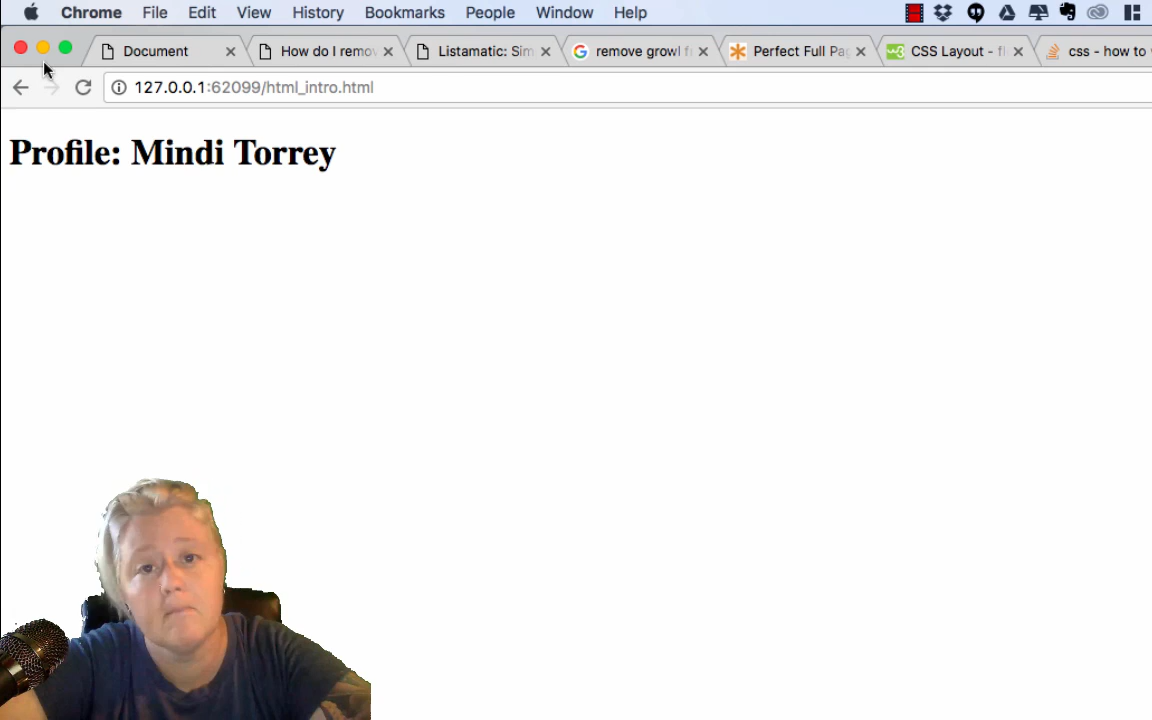 Chrome File Edit View History Bookmarks People Window Help
Document How do I remov Listamatic: Sim remove growl f Perfect Full Pag CSS Layout - fl css - how to
127.0.0.1:62099/html_intro.html
Profile: Mindi Torrey